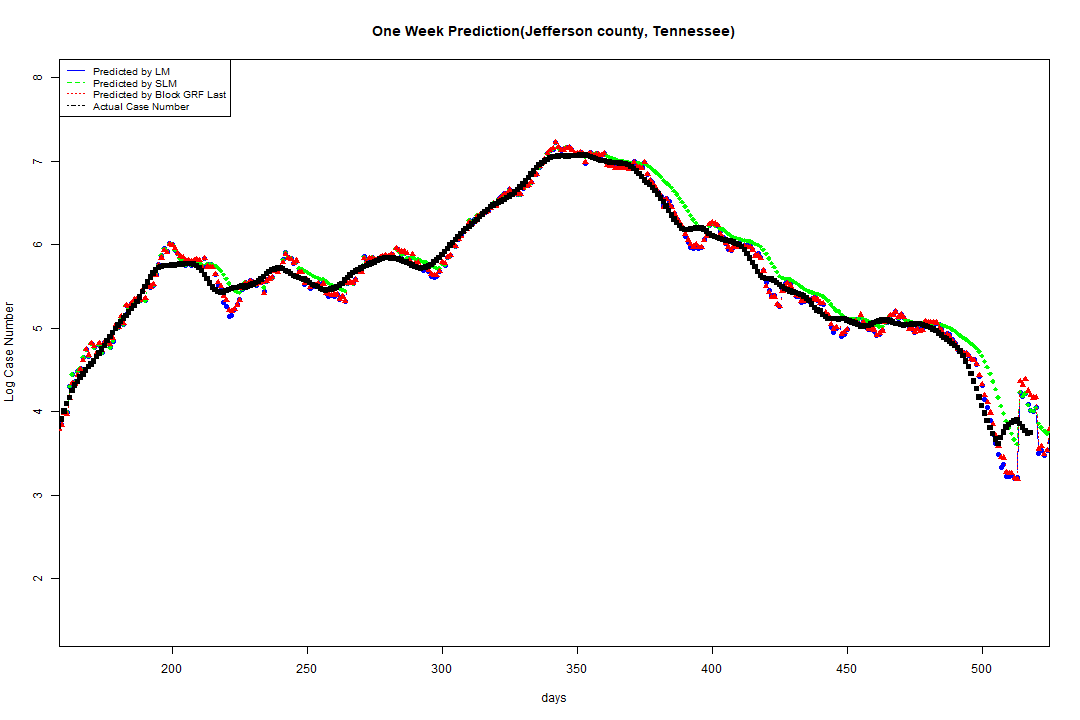 One Week Prediction(Jefferson county, Tennessee)
Predicted by LM
Predicted by SLM
Predicted by Block GRF Last
Actual Case Number
8
7
6
5
4
3
2
Log Case Number
200 250 300 350 400 450 500
days